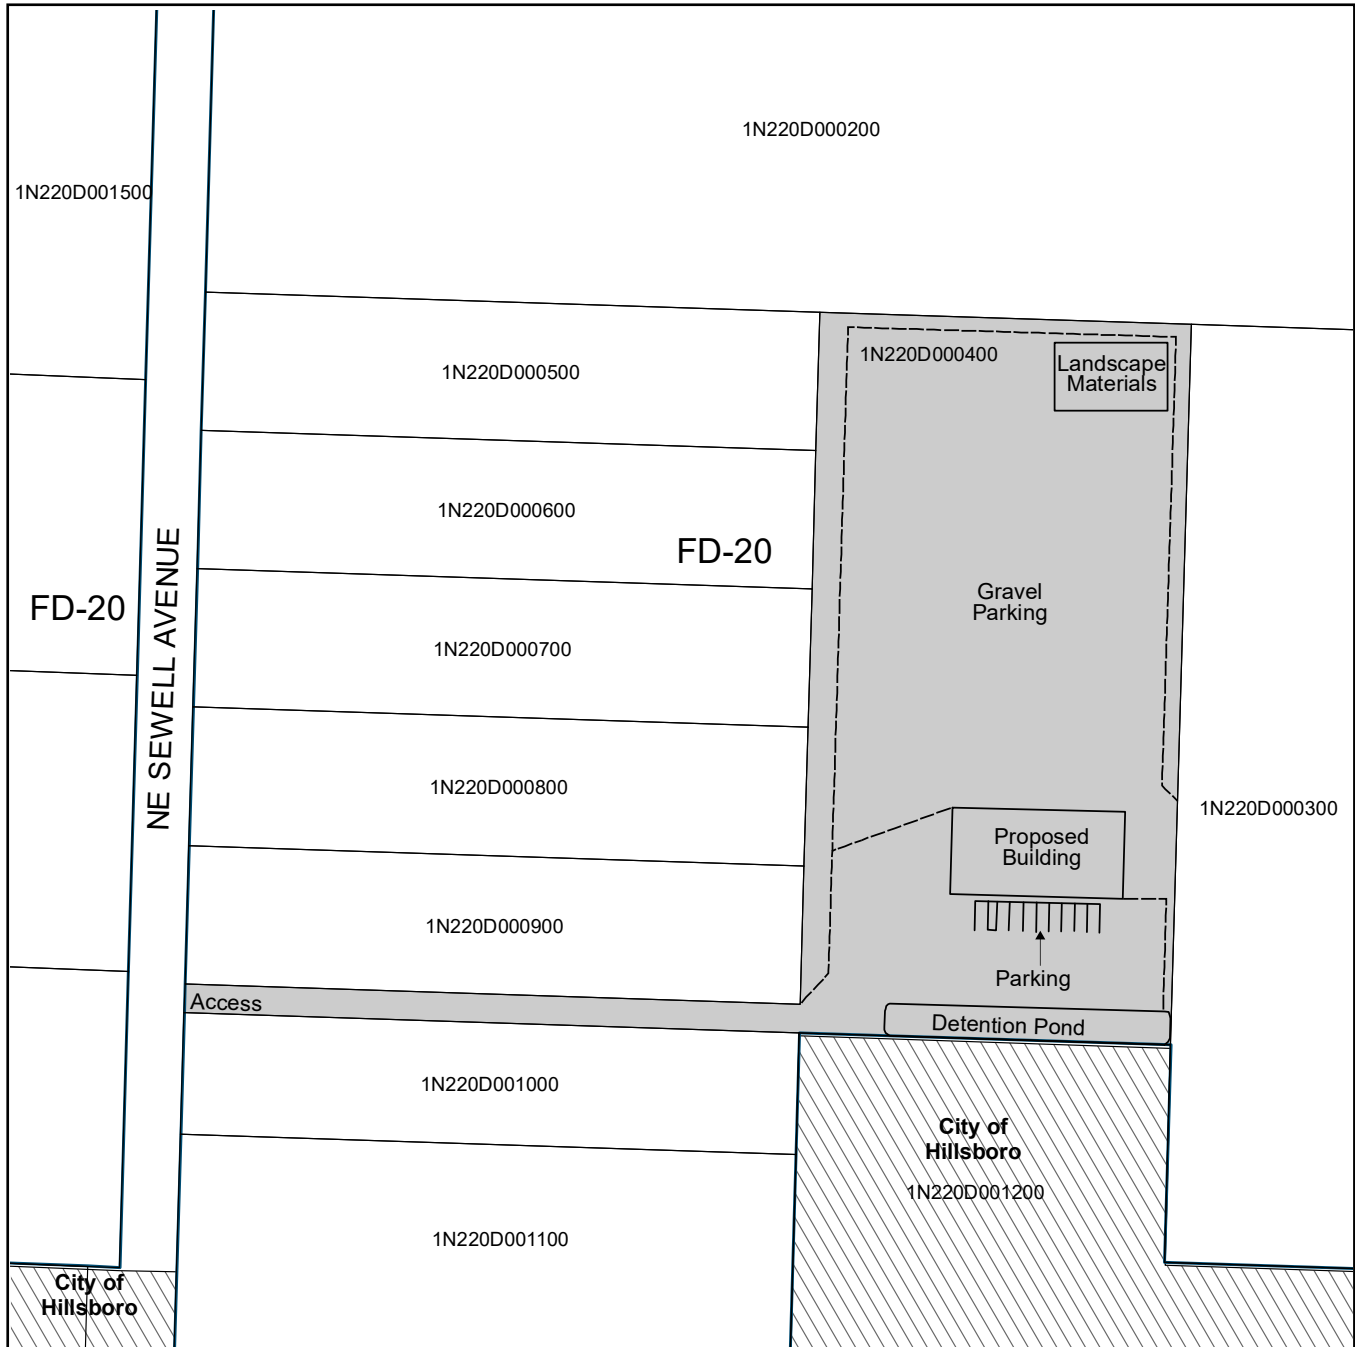 1N220D000200
1N220D001500
1N220D000400
Landscape
Materials
1N220D000500
1N220D000600
FD-20
Gravel
Parking
FD-20
NE SEWELL AVENUE
1N220D000700
1N220D000800
1N220D000300
Proposed
Building
1N220D000900
Parking
Access
Detention Pond
1N220D001000
City of
Hillsboro
1N220D001200
1N220D001100
City of
Hillsboro